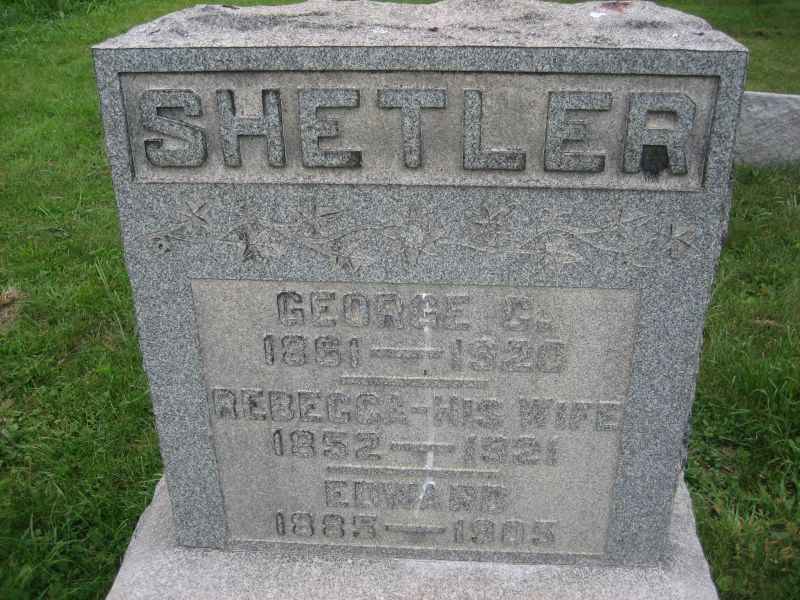 SHETLER
GEORGE C.
1861—1920
REBECCA-HIS WIFE
1852—1921
EDWARD
1885—1905